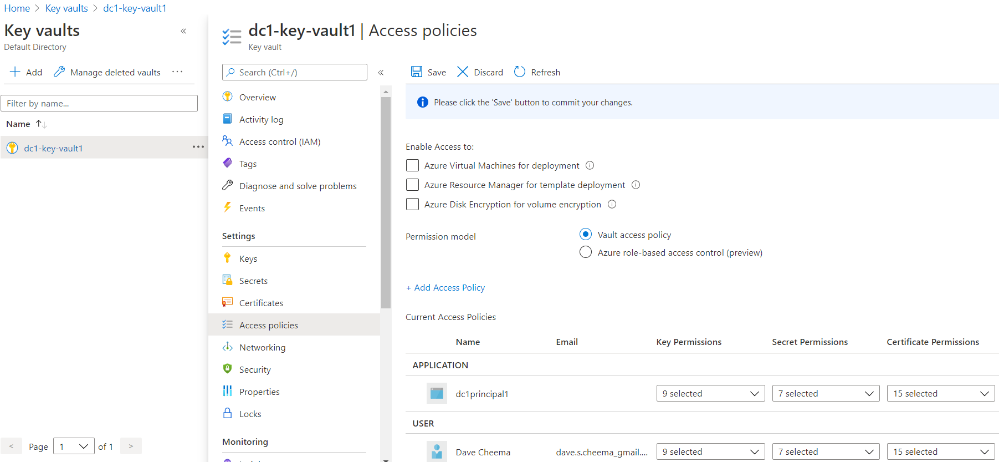 Home > Key vaults > dc1-key-vault1
Key vaults
Default Directory
Add
Manage deleted vaults
Filter by name...
Name
dc1-key-vault1
< Page 1 of 1 >
dc1-key-vault1 | Access policies
Key vault
Search (Ctrl+/)
Overview
Activity log
Access control (IAM)
Tags
Diagnose and solve problems
Events
Settings
Keys
Secrets
Certificates
Access policies
Networking
Security
Properties
Locks
Monitoring
Save Discard Refresh
Please click the 'Save' button to commit your changes.
Enable Access to:
Azure Virtual Machines for deployment
Azure Resource Manager for template deployment
Azure Disk Encryption for volume encryption
Permission model
Vault access policy
Azure role-based access control (preview)
+ Add Access Policy
Current Access Policies
Name Email Key Permissions Secret Permissions Certificate Permissions
APPLICATION
dc1principal1 9 selected 7 selected 15 selected
USER
Dave Cheema dave.s.cheema_gmail.... 9 selected 7 selected 15 selected